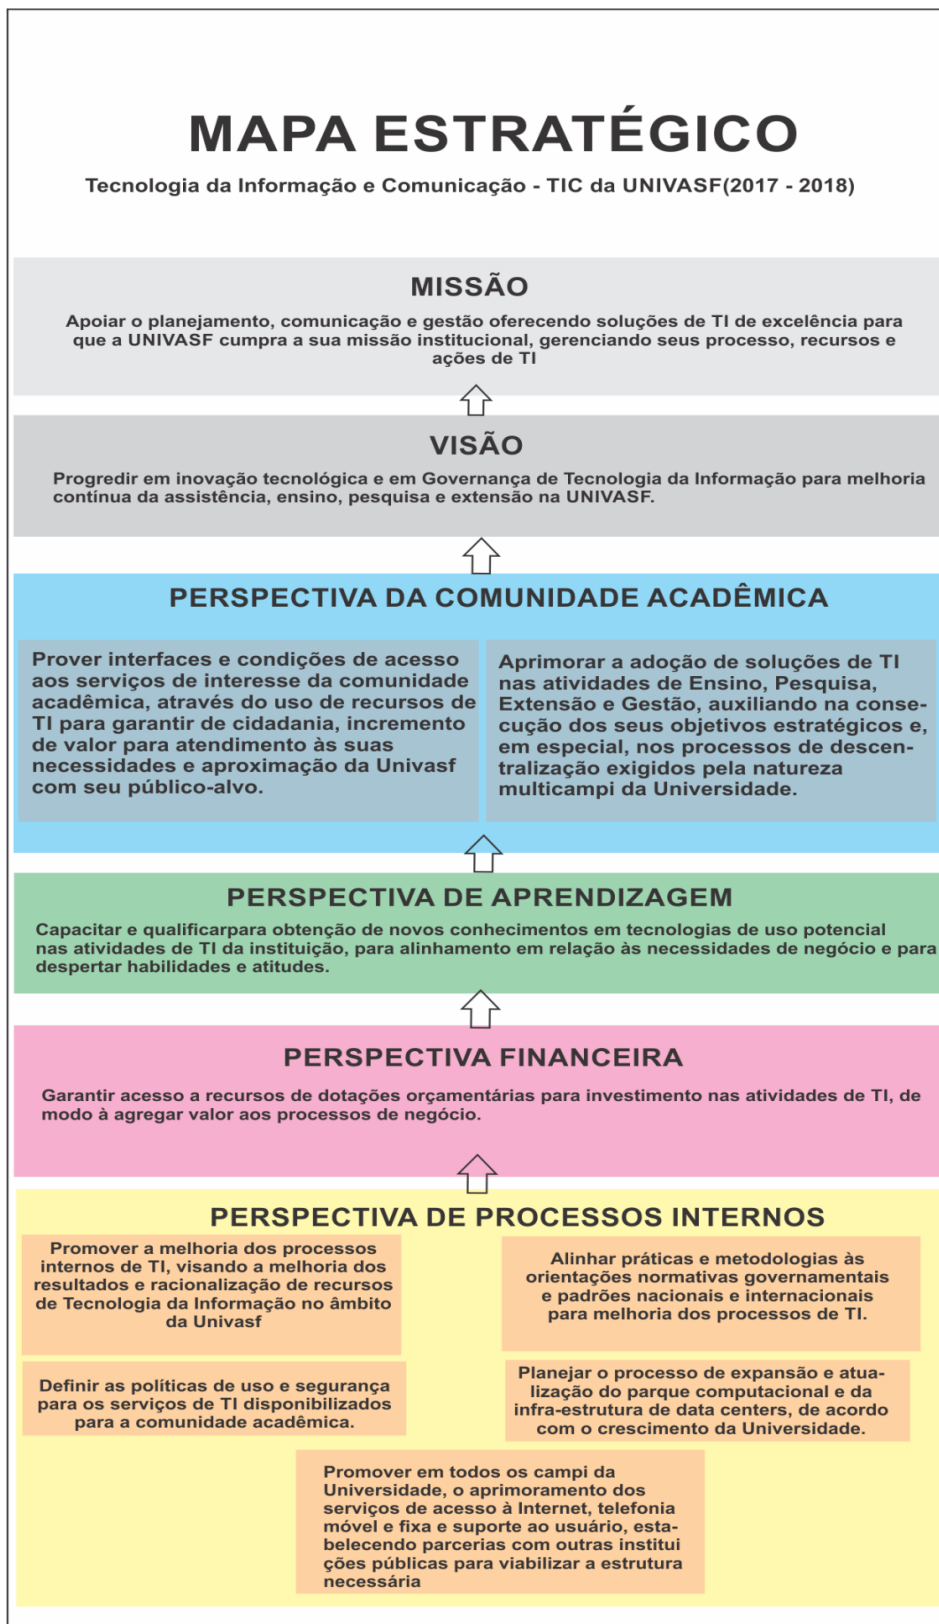 MAPA ESTRATÉGICO
Tecnologia da Informação e Comunicação - TIC da UNIVASF(2017 - 2018)
MISSÃO
Apoiar o planejamento, comunicação e gestão oferecendo soluções de TI de excelência para
que a UNIVASF cumpra a sua missão institucional, gerenciando seus processo, recursos e
ações de TI
VISÃO
Progredir em inovação tecnológica e em Governança de Tecnologia da Informação para melhoria
contínua da assistência, ensino, pesquisa e extensão na UNIVASF.
PERSPECTIVA DA COMUNIDADE ACADÊMICA
Prover interfaces e condições de acesso
aos serviços de interesse da comunidade
acadêmica, através do uso de recursos de
TI para garantir de cidadania, incremento
de valor para atendimento às suas
necessidades e aproximação da Univasf
com seu público-alvo.
Aprimorar a adoção de soluções de TI
nas atividades de Ensino, Pesquisa,
Extensão e Gestão, auxiliando na conse-
cução dos seus objetivos estratégicos e,
em especial, nos processos de descen-
tralização exigidos pela natureza
multicampi da Universidade.
PERSPECTIVA DE APRENDIZAGEM
Capacitar e qualificarpara obtenção de novos conhecimentos em tecnologias de uso potencial
nas atividades de TI da instituição, para alinhamento em relação às necessidades de negócio e para
despertar habilidades e atitudes.
PERSPECTIVA FINANCEIRA
Garantir acesso a recursos de dotações orçamentárias para investimento nas atividades de TI, de
modo à agregar valor aos processos de negócio.
PERSPECTIVA DE PROCESSOS INTERNOS
Promover a melhoria dos processos
internos de TI, visando a melhoria dos
resultados e racionalização de recursos
de Tecnologia da Informação no âmbito
da Univasf
Alinhar práticas e metodologias às
orientações normativas governamentais
e padrões nacionais e internacionais
para melhoria dos processos de TI.
Definir as políticas de uso e segurança
para os serviços de TI disponibilizados
para a comunidade acadêmica.
Planejar o processo de expansão e atua-
lização do parque computacional e da
infra-estrutura de data centers, de acordo
com o crescimento da Universidade.
Promover em todos os campi da
Universidade, o aprimoramento dos
serviços de acesso à Internet, telefonia
móvel e fixa e suporte ao usuário, esta-
belecendo parcerias com outras institui
ções públicas para viabilizar a estrutura
necessária